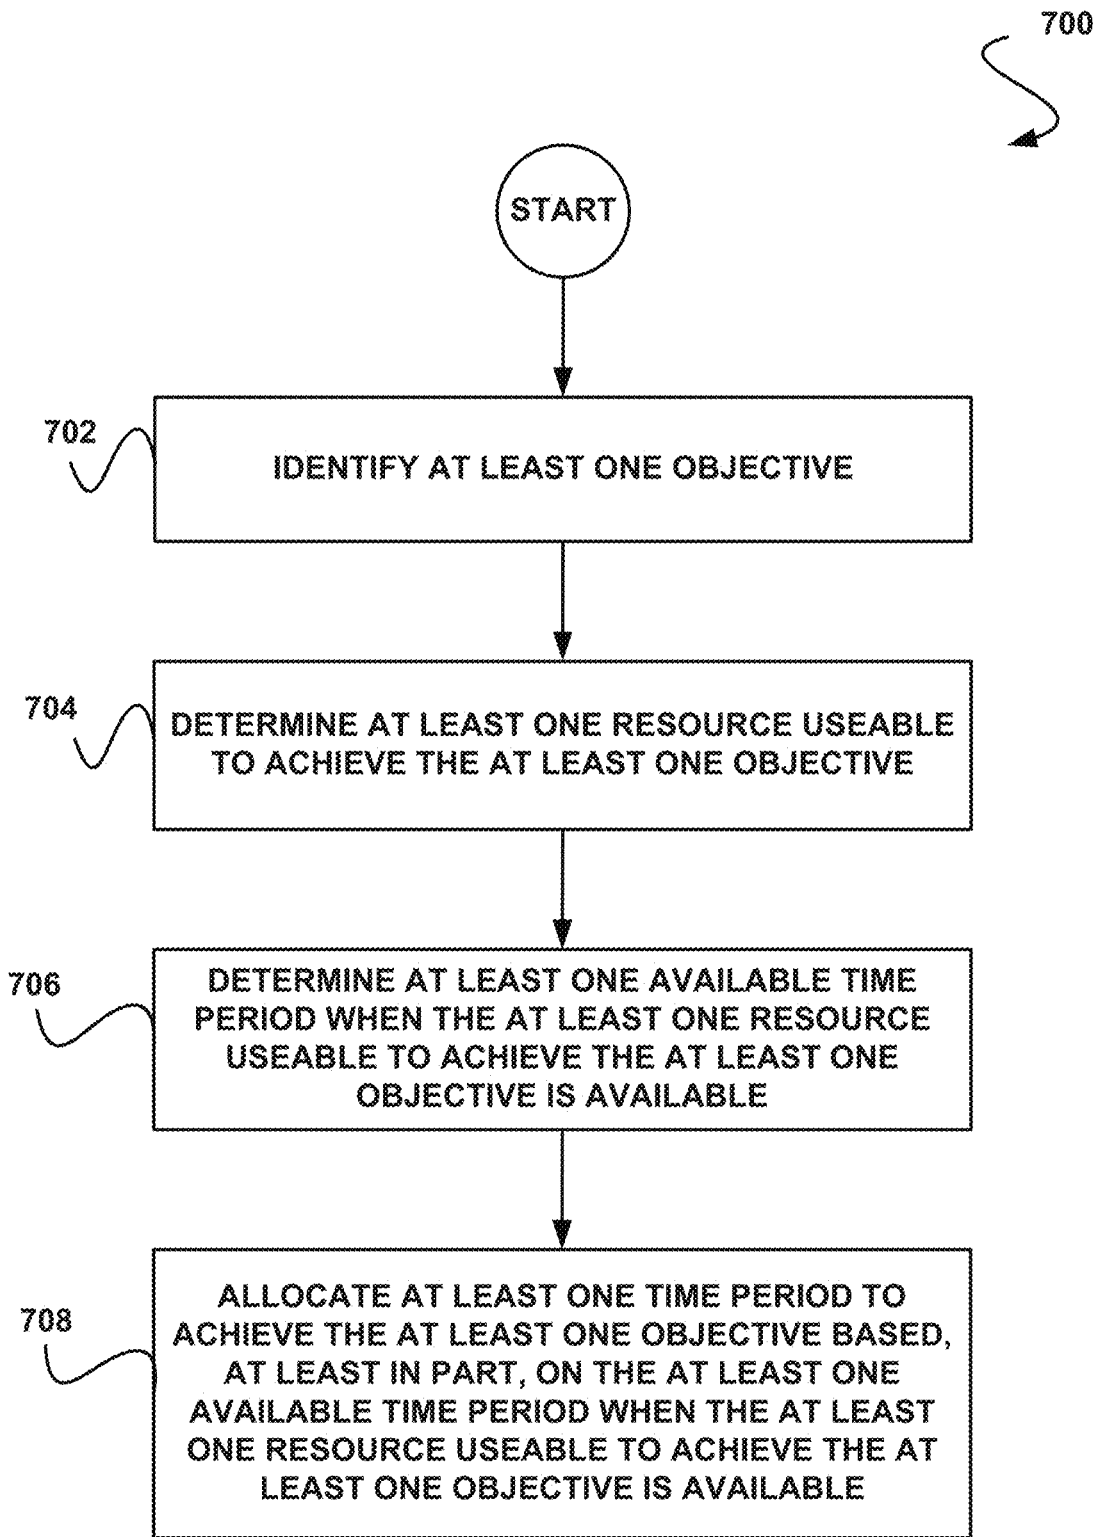 700
START
702
IDENTIFY AT LEAST ONE OBJECTIVE
704
DETERMINE AT LEAST ONE RESOURCE USEABLE
TO ACHIEVE THE AT LEAST ONE OBJECTIVE
706
DETERMINE AT LEAST ONE AVAILABLE TIME
PERIOD WHEN THE AT LEAST ONE RESOURCE
USEABLE TO ACHIEVE THE AT LEAST ONE
OBJECTIVE IS AVAILABLE
708
ALLOCATE AT LEAST ONE TIME PERIOD TO
ACHIEVE THE AT LEAST ONE OBJECTIVE BASED,
AT LEAST IN PART, ON THE AT LEAST ONE
AVAILABLE TIME PERIOD WHEN THE AT LEAST
ONE RESOURCE USEABLE TO ACHIEVE THE AT
LEAST ONE OBJECTIVE IS AVAILABLE